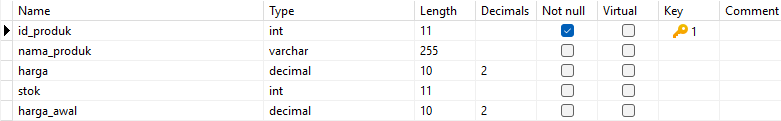 Name Type Length Decimals Not null Virtual Key Comment
id_produk int 11 1
nama_produk varchar 255
harga decimal 10 2
stok int 11
harga_awal decimal 10 2